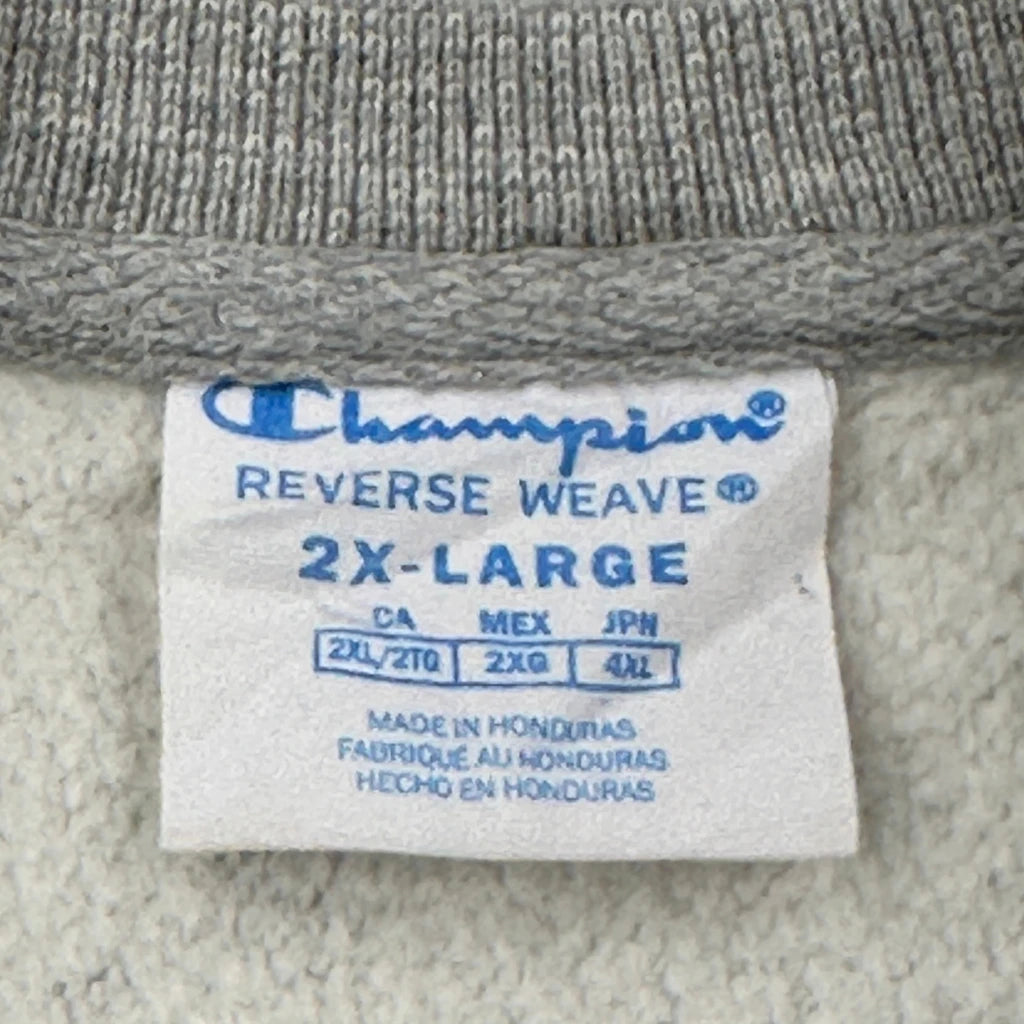 Champion®
REVERSE WEAVE®
2X-LARGE
CA MEX JPN
2XL/2TG 2XG 4XL
MADE IN HONDURAS
FABRIQUÉ AU HONDURAS
HECHO EN HONDURAS